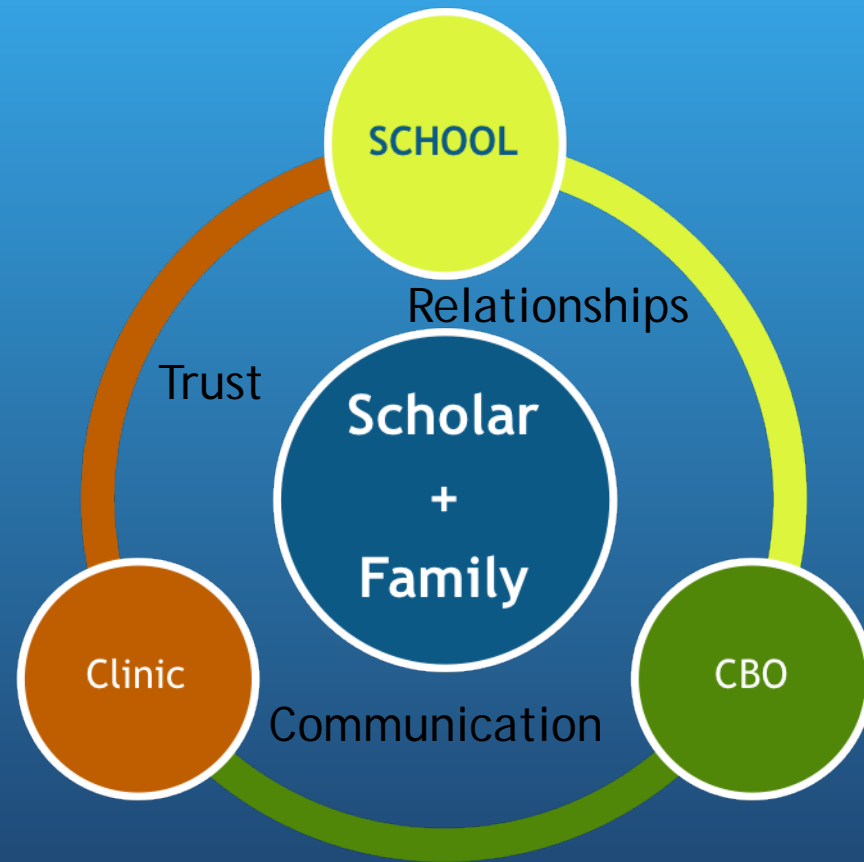 SCHOOL
Relationships
Trust
Scholar
+
Family
Clinic
CBO
Communication